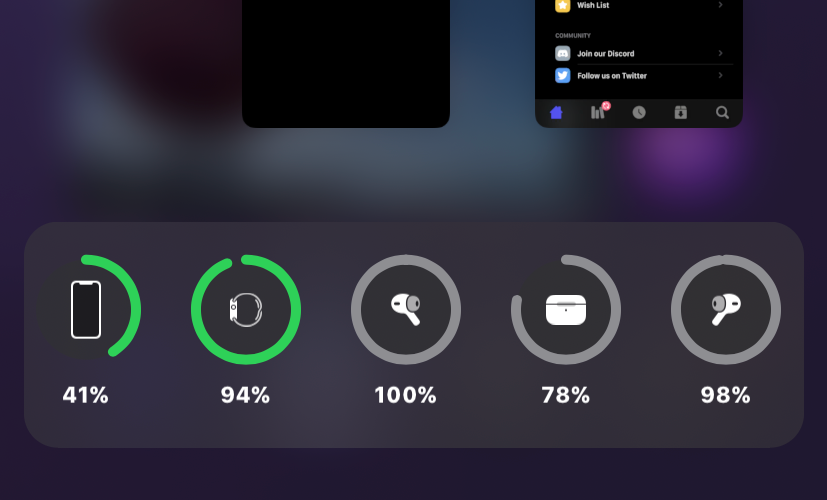 Wish List
COMMUNITY
Join our Discord
Follow us on Twitter
41%
94%
100%
78%
98%